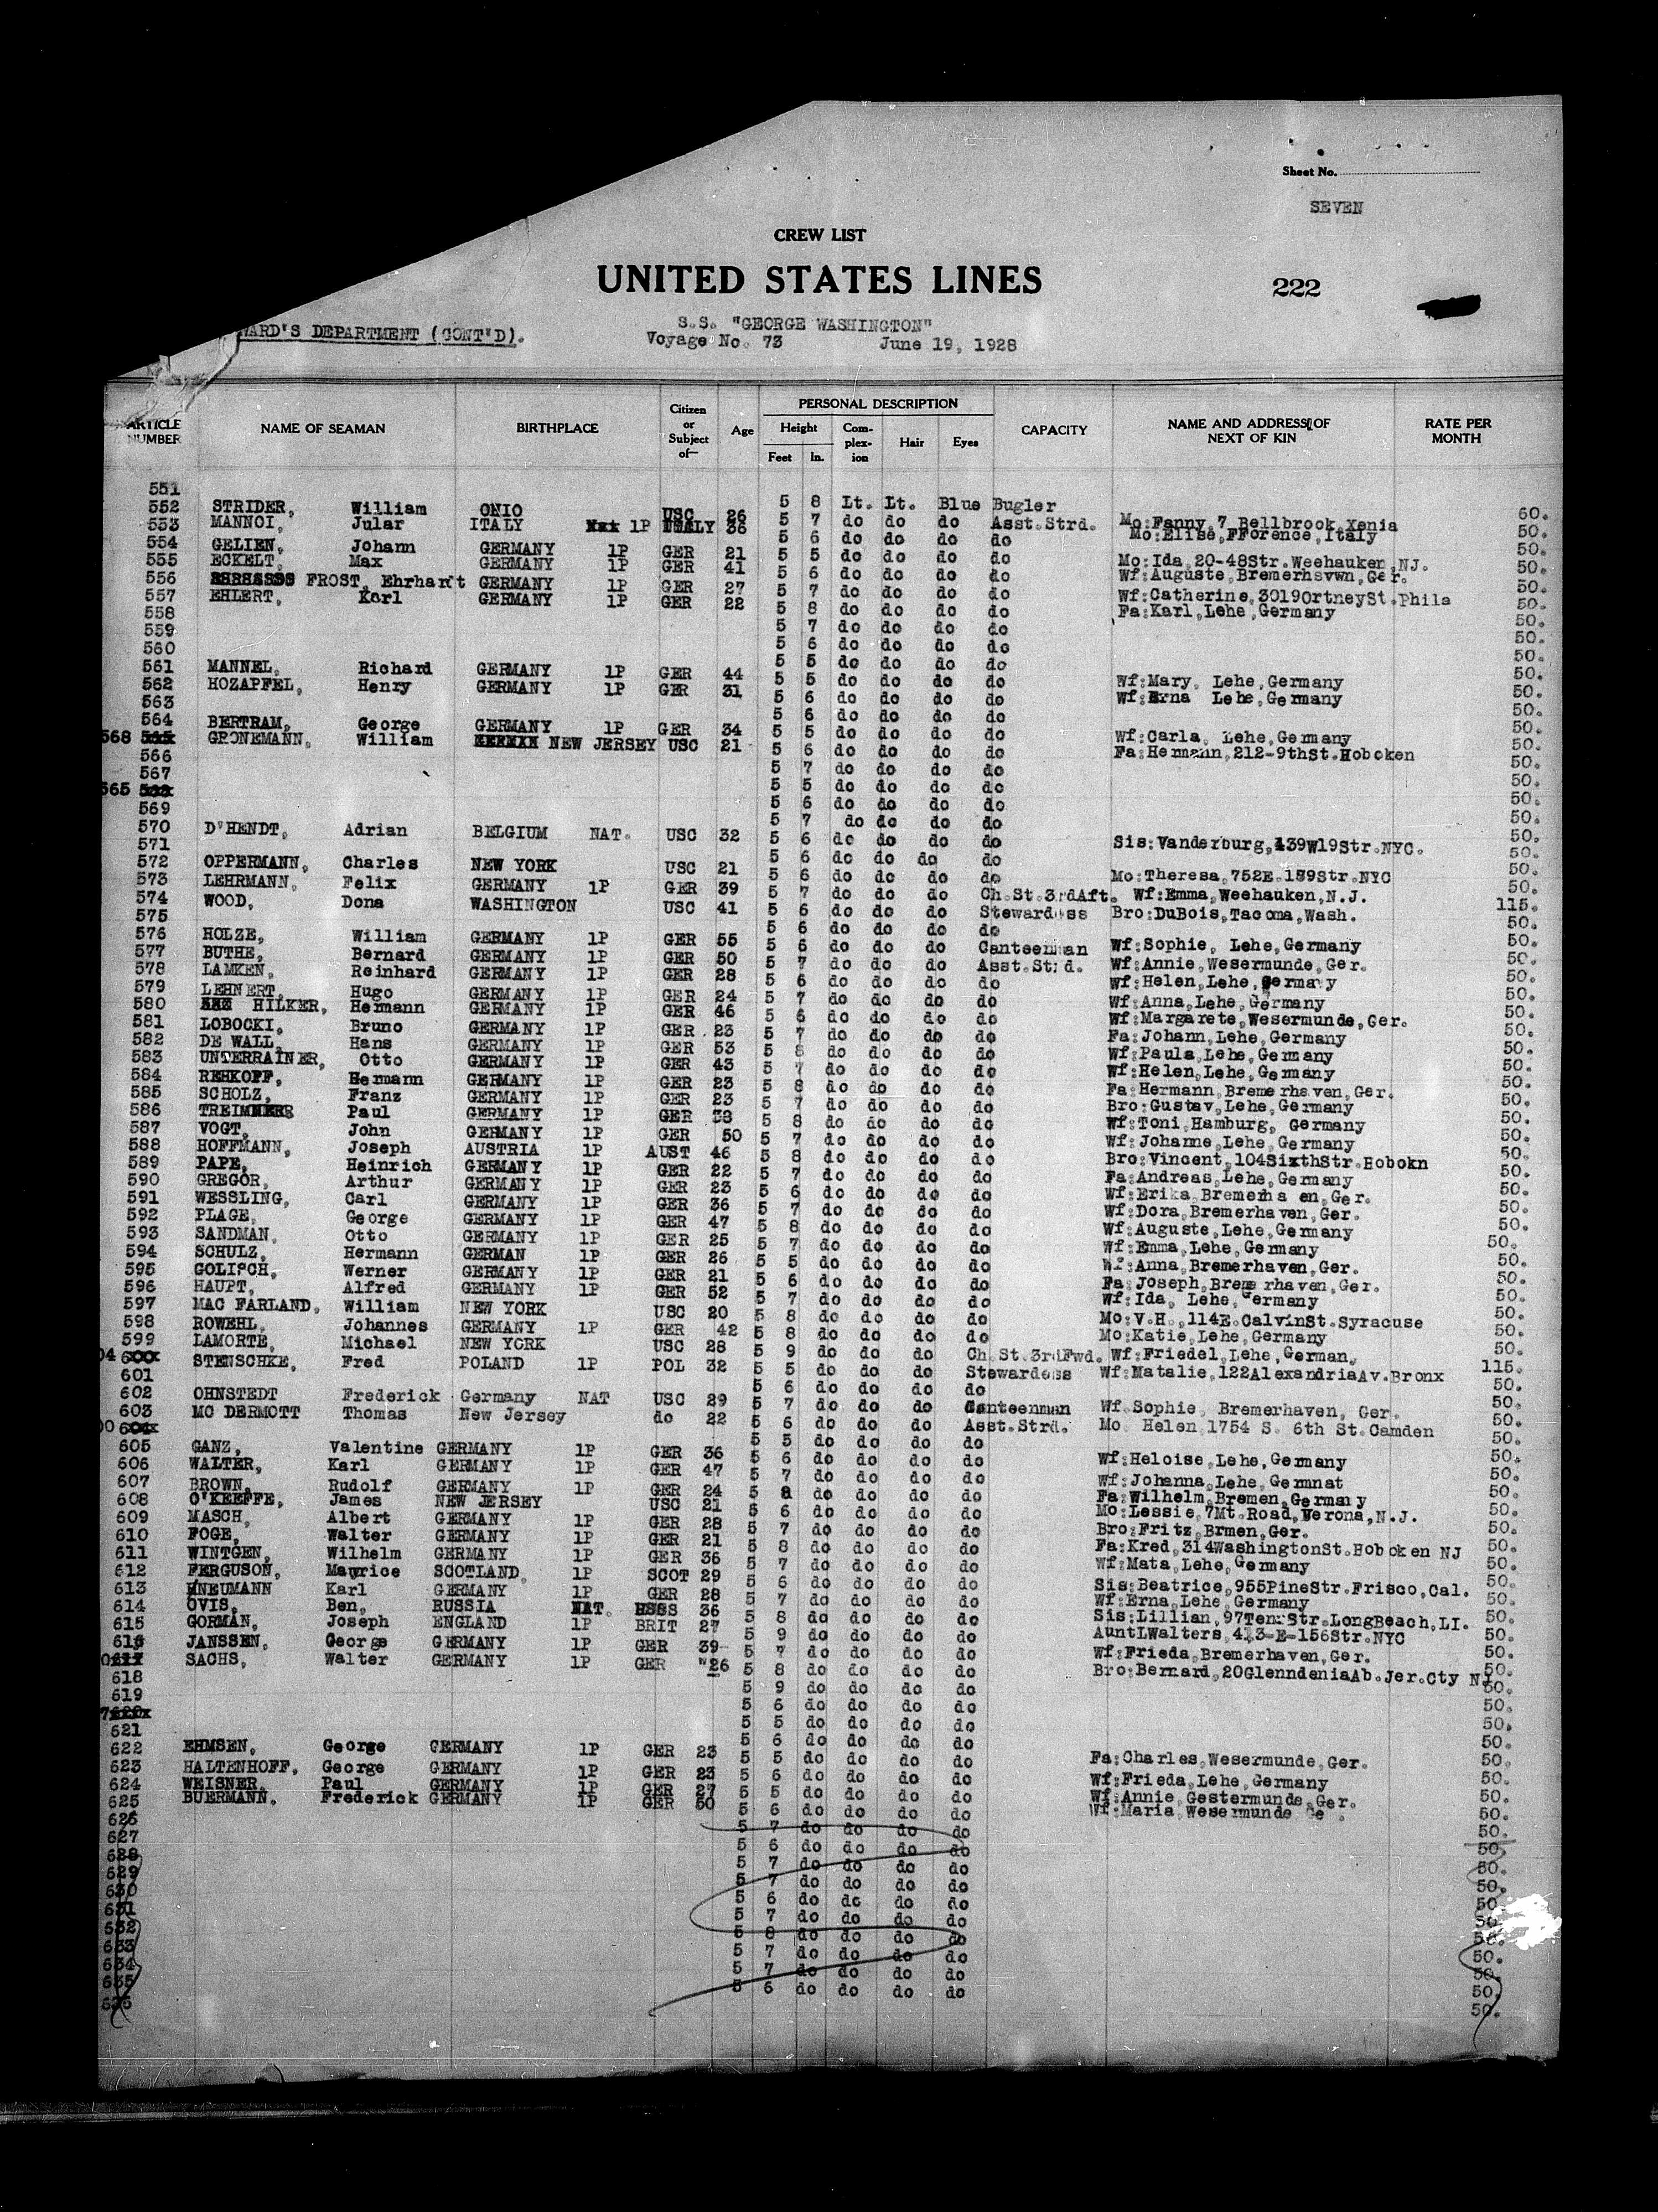 Sheet No.
SEVEN
CREW LIST
UNITED STATES LINES
222
S.S. "GEORGE WASHINGTON"
WARD'S DEPARTMENT (CONT'D).
Voyage No. 73 June 19, 1928
ARTICLE NUMBER NAME OF SEAMAN BIRTHPLACE Citizen or Subject of— Age PERSONAL DESCRIPTION Height Feet In. Com-plex-ion Hair Eyes CAPACITY NAME AND ADDRESS OF NEXT OF KIN RATE PER MONTH
551
552 STRIDER, William OHIO USC 26 5 8 Lt. Lt. Blue Bugler Mo:Fanny,7 Bellbrook,Xenia 60.
553 MANNOI, Jular ITALY 1P ITALY 36 5 7 do do do Asst.Strd. Mo:Elise,FForence,Italy 50.
554 GELIEN, Johann GERMANY 1P GER 21 5 6 do do do do Mo:Ida,20-48Str.Weehauken,NJ. 50.
555 ECKELT, Max GERMANY 1P GER 41 5 5 do do do do Wf:Auguste,Bremerhsvwn,Ger. 50.
556 FROST, Ehrhardt GERMANY 1P GER 27 5 6 do do do do Wf:Catherine,3019OrtneySt.Phila 50.
557 EHLERT, Karl GERMANY 1P GER 22 5 7 do do do do Fa:Karl,Lehe,Germany 50.
558 5 8 do do do do 50.
559 5 7 do do do do 50.
560 5 6 do do do do 50.
561 MANNEL, Richard GERMANY 1P GER 44 5 5 do do do do Wf:Mary, Lehe,Germany 50.
562 HOZAPFEL, Henry GERMANY 1P GER 31 5 5 do do do do Wf:Erna Lehe,Germany 50.
563 5 6 do do do do 50.
564 BERTRAM, George GERMANY 1P GER 34 5 6 do do do do Wf:Carla, Lehe,Germany 50.
568 GRONEMANN, William NEW JERSEY USC 21 5 5 do do do do Fa:Hermann,212-9thSt.Hoboken 50.
566 5 6 do do do do 50.
567 5 7 do do do do 50.
565 5 5 do do do do 50.
569 5 6 do do do do 50.
570 D'HENDT, Adrian BELGIUM NAT. USC 32 5 7 do do do do Sis:Vanderburg,439W19Str.NYC. 50.
571 5 6 do do do do 50.
572 OPPERMANN, Charles NEW YORK USC 21 5 6 do do do do Mo:Theresa,752E.189Str.NYC 50.
573 LEHRMANN, Felix GERMANY 1P GER 39 5 6 do do do do Ch.St.3rdAft. Wf:Emma,Weehauken,N.J. 115.
574 WOOD, Dona WASHINGTON USC 41 5 7 do do do Stewardess Bro:DuBois,Tacoma,Wash. 50.
575 5 6 do do do do 50.
576 HOLZE, William GERMANY 1P GER 55 5 6 do do do Canteenman Wf:Sophie, Lehe,Germany 50.
577 BUTHE, Bernard GERMANY 1P GER 50 5 6 do do do Asst.Strd. Wf:Annie,Wesermunde,Ger. 50.
578 LAMKEN, Reinhard GERMANY 1P GER 28 5 7 do do do do Wf:Helen,Lehe,Germany 50.
579 LEHNERT, Hugo GERMANY 1P GER 24 5 6 do do do do Wf:Anna,Lehe,Germany 50.
580 HILKER, Hermann GERMANY 1P GER 46 5 7 do do do do Wf:Margarete,Wesermunde,Ger. 50.
581 LOBOCKI, Bruno GERMANY 1P GER 23 5 6 do do do do Fa:Johann,Lehe,Germany 50.
582 DE WALL, Hans GERMANY 1P GER 53 5 7 do do do do Wf:Paula,Lehe,Germany 50.
583 UNTERRAINER, Otto GERMANY 1P GER 43 5 8 do do do do Wf:Helen,Lehe,Germany 50.
584 REHKOPF, Hermann GERMANY 1P GER 23 5 7 do do do do Fa:Hermann,Bremerhaven,Ger. 50.
585 SCHOLZ, Franz GERMANY 1P GER 23 5 8 do do do do Bro:Gustav,Lehe,Germany 50.
586 Paul GERMANY 1P GER 38 5 7 do do do do Wf:Toni,Hamburg, Germany 50.
587 VOGT, John GERMANY 1P GER 50 5 8 do do do do Wf:Johanne,Lehe,Germany 50.
588 HOFFMANN, Joseph AUSTRIA 1P AUST 46 5 7 do do do do Bro:Vincent,104SixthStr.Hobokn 50.
589 PAPE, Heinrich GERMANY 1P GER 22 5 8 do do do do Fa:Andreas,Lehe,Germany 50.
590 GREGOR, Arthur GERMANY 1P GER 23 5 7 do do do do Wf:Erika,Bremerha en,Ger. 50.
591 WESSLING, Carl GERMANY 1P GER 36 5 6 do do do do Wf:Dora,Bremerhaven,Ger. 50.
592 PLAGE, George GERMANY 1P GER 47 5 7 do do do do Wf:Auguste,Lehe,Germany 50.
593 SANDMAN, Otto GERMANY 1P GER 25 5 8 do do do do Wf:Emma,Lehe,Germany 50.
594 SCHULZ, Hermann GERMAN 1P GER 26 5 7 do do do do Wf:Anna,Bremerhaven,Ger. 50.
595 GOLISCH, Werner GERMANY 1P GER 21 5 5 do do do do Fa:Joseph,Bremerhaven,Ger. 50.
596 HAUPT, Alfred GERMANY 1P GER 52 5 6 do do do do Wf:Ida, Lehe,Germany 50.
597 MAC FARLAND, William NEW YORK USC 20 5 7 do do do do Mo:V.H.,114E.CalvinSt.Syracuse 50.
598 ROWEHL, Johannes GERMANY 1P GER 42 5 8 do do do do Mo:Katie,Lehe,Germany 50.
599 LAMORTE, Michael NEW YORK USC 28 5 8 do do do do Ch.St.3rdFwd. Wf:Friedel,Lehe,German, 115.
04 STENSCHKE, Fred POLAND 1P POL 32 5 9 do do do Stewardess Wf:Natalie,122AlexandriaAv.Bronx 50.
601 5 5 do do do do
602 OHNSTEDT Frederick Germany NAT USC 29 5 6 do do do Canteenman Wf.Sophie, Bremerhaven, Ger. 50.
603 MC DERMOTT Thomas New Jersey do 22 5 7 do do do Asst.Strd. Mo Helen,1754 S. 6th St.Camden 50.
00 5 6 do do do do 50.
605 GANZ, Valentine GERMANY 1P GER 36 5 5 do do do do Wf:Heloise,Lehe,Germany 50.
606 WALTER, Karl GERMANY 1P GER 47 5 6 do do do do Wf:Johanna,Lehe,Germnat 50.
607 BROWN, Rudolf GERMANY 1P GER 24 5 7 do do do do Fa:Wilhelm,Bremen,Germany 50.
608 O'KEEFFE, James NEW JERSEY USC 21 5 8 do do do do Mo:Lessie,7Mt.Road,Verona,N.J. 50.
609 MASCH, Albert GERMANY 1P GER 28 5 6 do do do do Bro:Fritz,Brmen,Ger. 50.
610 FOGE, Walter GERMANY 1P GER 21 5 7 do do do do Fa:Kred,314WashingtonSt.Hoboken NJ 50.
611 WINTGEN, Wilhelm GERMANY 1P GER 36 5 8 do do do do Wf:Mata,Lehe,Germany 50.
612 FERGUSON, Maurice SCOTLAND, 1P SCOT 29 5 7 do do do do Sis:Beatrice,955PineStr.Frisco,Cal. 50.
613 NEUMANN Karl GERMANY 1P GER 28 5 6 do do do do Wf:Erna,Lehe,Germany 50.
614 OVIS, Ben, RUSSIA NAT. 36 5 7 do do do do Sis:Lillian,97TennStr.LongBeach,LI. 50.
615 GORMAN, Joseph ENGLAND 1P BRIT 27 5 8 do do do do AuntLWalters,413-E-156Str.NYC 50.
616 JANSSEN, George GERMANY 1P GER 39 5 9 do do do do Wf:Frieda,Bremerhaven,Ger. 50.
SACHS, Walter GERMANY 1P GER 26 5 7 do do do do Bro:Bernard,20GlenndeniaAb.Jer.Cty NJ 50.
618 5 8 do do do do 50.
619 5 9 do do do do 50.
5 6 do do do do 50.
621 5 5 do do do do 50.
622 EHMSEN, George GERMANY 1P GER 23 5 6 do do do do Fa:Charles,Wesermunde,Ger. 50.
623 HALTENHOFF, George GERMANY 1P GER 23 5 5 do do do do Wf:Frieda,Lehe,Germany 50.
624 WEISNER, Paul GERMANY 1P GER 27 5 6 do do do do Wf:Annie,Gestermunde,Ger. 50.
625 BUERMANN, Frederick GERMANY 1P GER 50 5 5 do do do do Wf:Maria,Wesermunde Ge. 50.
626 5 6 do do do do 50.
627 5 7 do do do do 50.
628 5 6 do do do do 50.
629 5 7 do do do do 50.
630 5 7 do do do do 50.
631 5 6 do do do do 50.
632 5 7 do do do do 50.
633 5 8 do do do do 50.
634 5 7 do do do do 50.
635 5 7 do do do do 50.
636 5 6 do do do do 50.